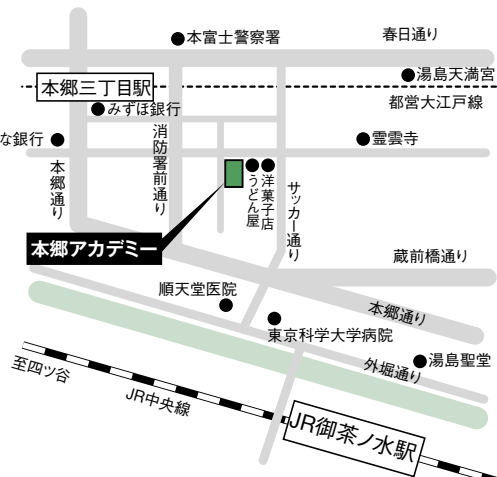 本富士警察署
春日通り
湯島天満宮
本郷三丁目駅
都営大江戸線
みずほ銀行
な銀行
消防署前通り
霊雲寺
本郷通り
うどん屋
洋菓子店
サッカー通り
本郷アカデミー
蔵前橋通り
順天堂医院
本郷通り
東京科学大学病院
湯島聖堂
外堀通り
至四ツ谷
JR中央線
JR御茶ノ水駅